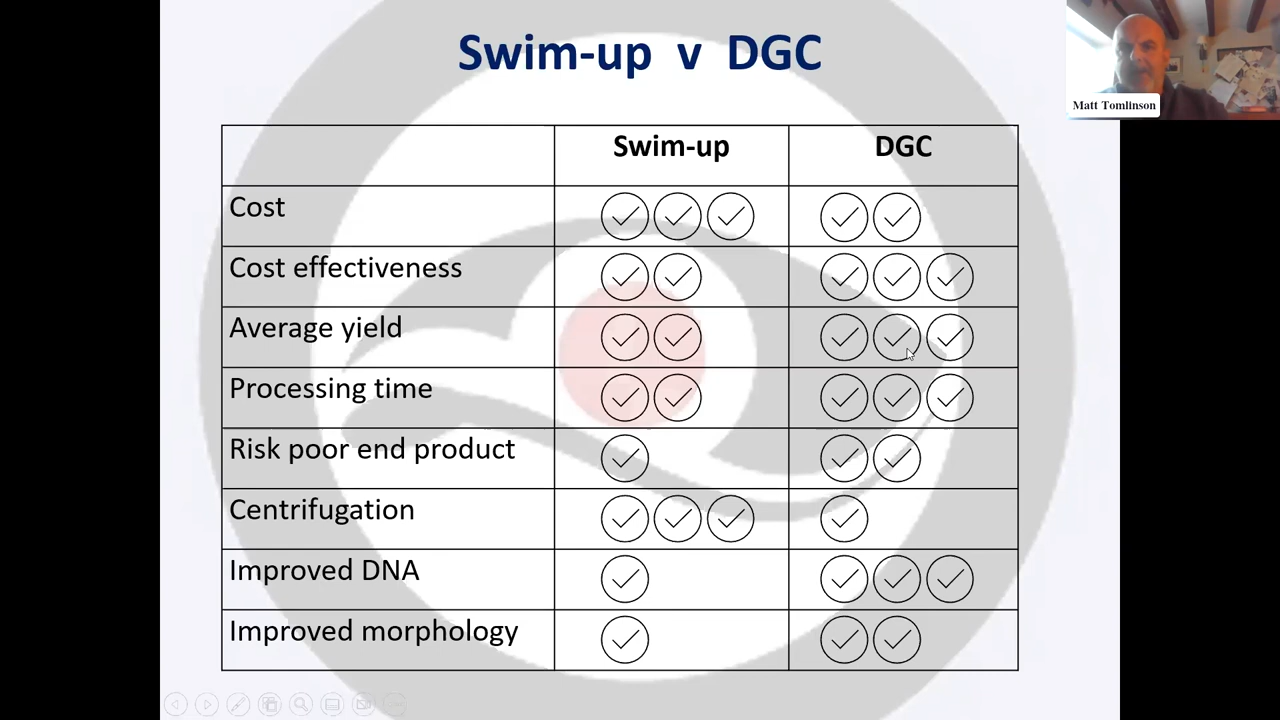 Swim-up v DGC
Matt Tomlinson
Swim-up DGC
Cost
Cost effectiveness
Average yield
Processing time
Risk poor end product
Centrifugation
Improved DNA
Improved morphology